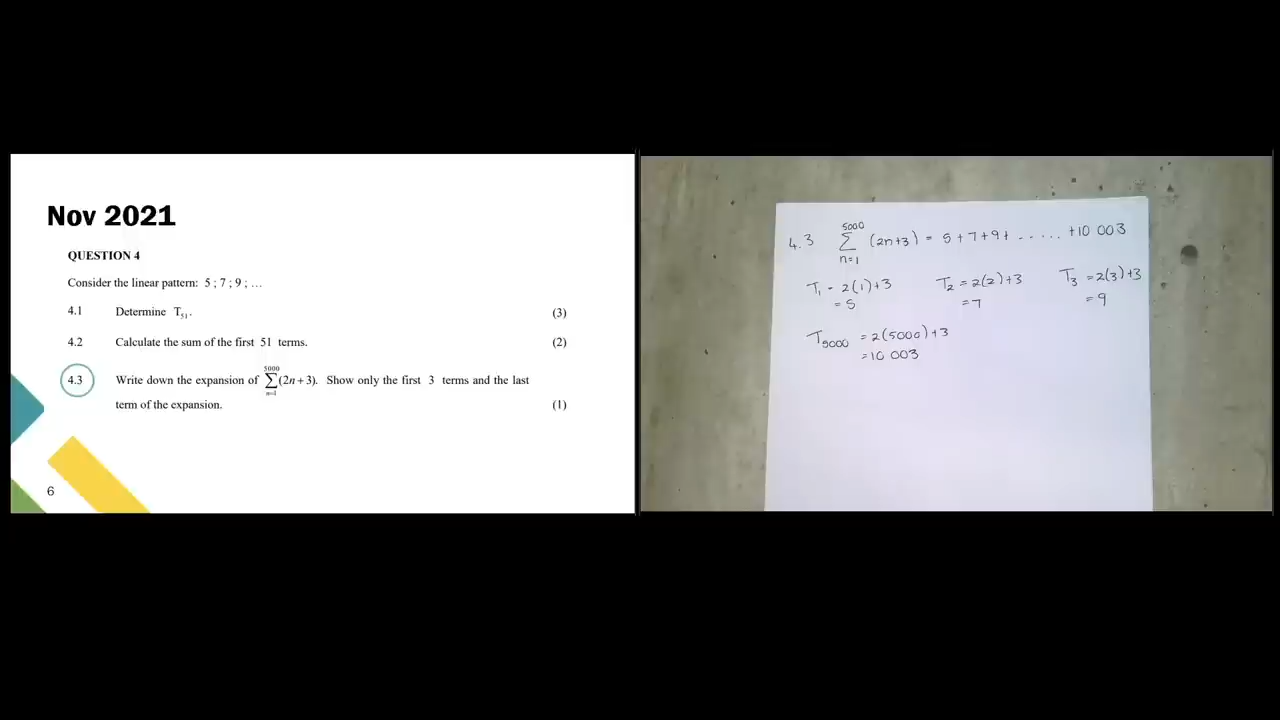 Nov 2021
QUESTION 4
Consider the linear pattern: 5 ; 7 ; 9 ; …
4.1 Determine T₅₁. (3)
4.2 Calculate the sum of the first 51 terms. (2)
4.3 Write down the expansion of 5000 ∑ n=1 (2n + 3). Show only the first 3 terms and the last
term of the expansion. (1)
6
4.3 5000 ∑ n=1 (2n+3) = 5+7+9+ ...... +10 003
T₁ = 2(1)+3 T₂ = 2(2)+3 T₃ = 2(3)+3
= 5 = 7 = 9
T₅₀₀₀ = 2(5000)+3
= 10 003